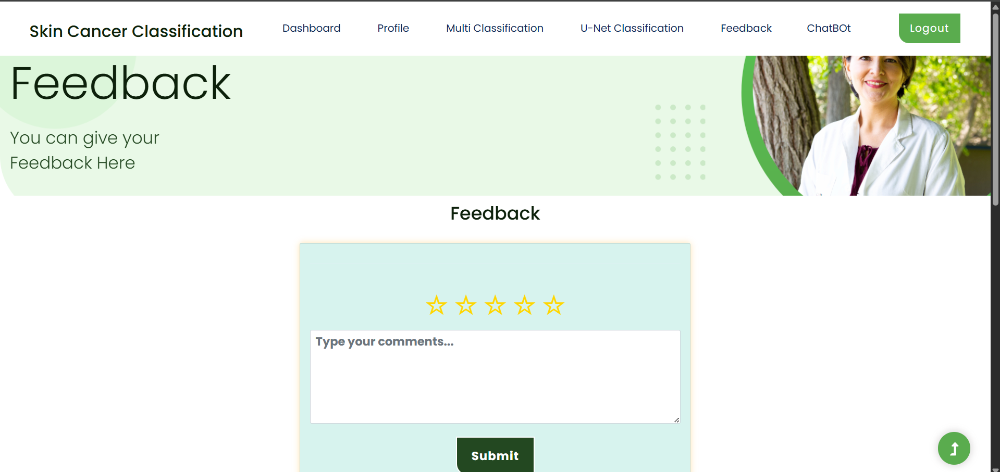 Skin Cancer Classification
Dashboard
Profile
Multi Classification
U-Net Classification
Feedback
ChatBOt
Logout
Feedback
You can give your
Feedback Here
Feedback
Type your comments...
Submit